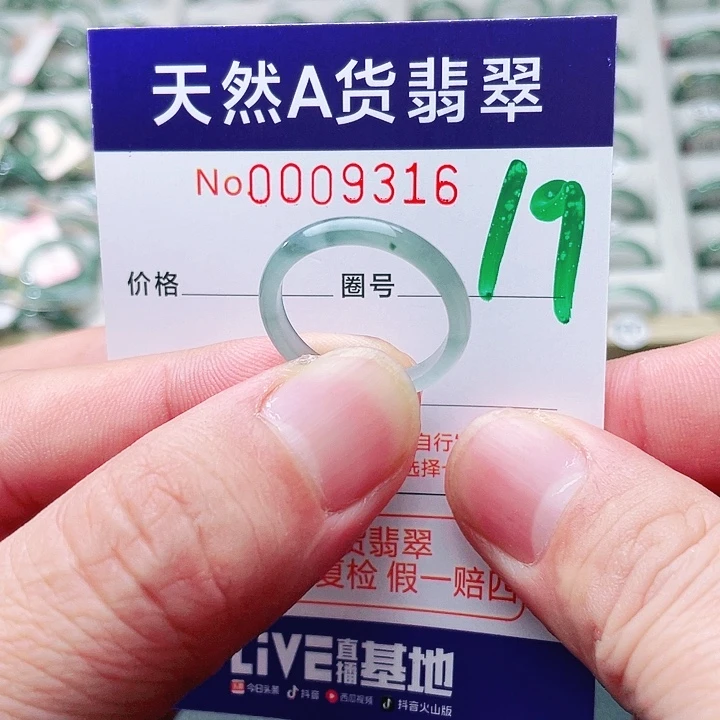 天然A货翡翠
No.0009316
19
价格 圈号
自行
选择
货翡翠
复检 假一赔四
LIVE直播基地
今日头条 抖音 西瓜视频 抖音火山版